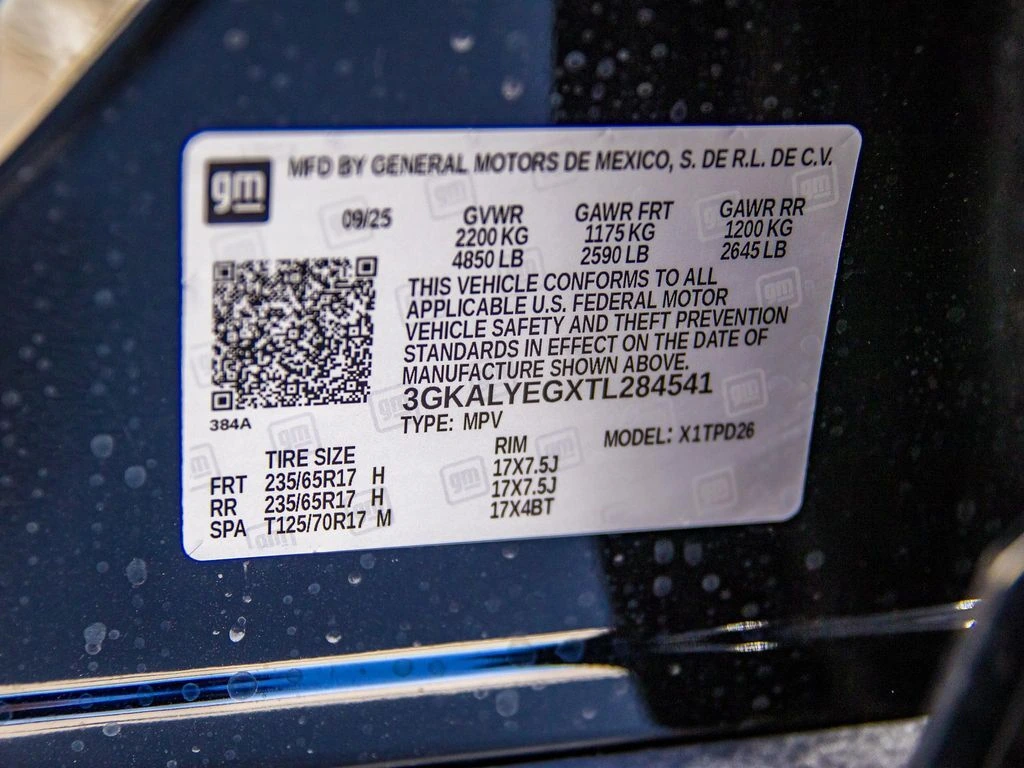 gm
MFD BY GENERAL MOTORS DE MEXICO, S. DE R.L. DE C.V.
09/25 GVWR GAWR FRT GAWR RR
2200 KG 1175 KG 1200 KG
4850 LB 2590 LB 2645 LB
THIS VEHICLE CONFORMS TO ALL
APPLICABLE U.S. FEDERAL MOTOR
VEHICLE SAFETY AND THEFT PREVENTION
STANDARDS IN EFFECT ON THE DATE OF
MANUFACTURE SHOWN ABOVE.
3GKALYEGXTL284541
384A
TYPE: MPV
MODEL: X1TPD26
TIRE SIZE RIM
FRT 235/65R17 H 17X7.5J
RR 235/65R17 H 17X7.5J
SPA T125/70R17 M 17X4BT